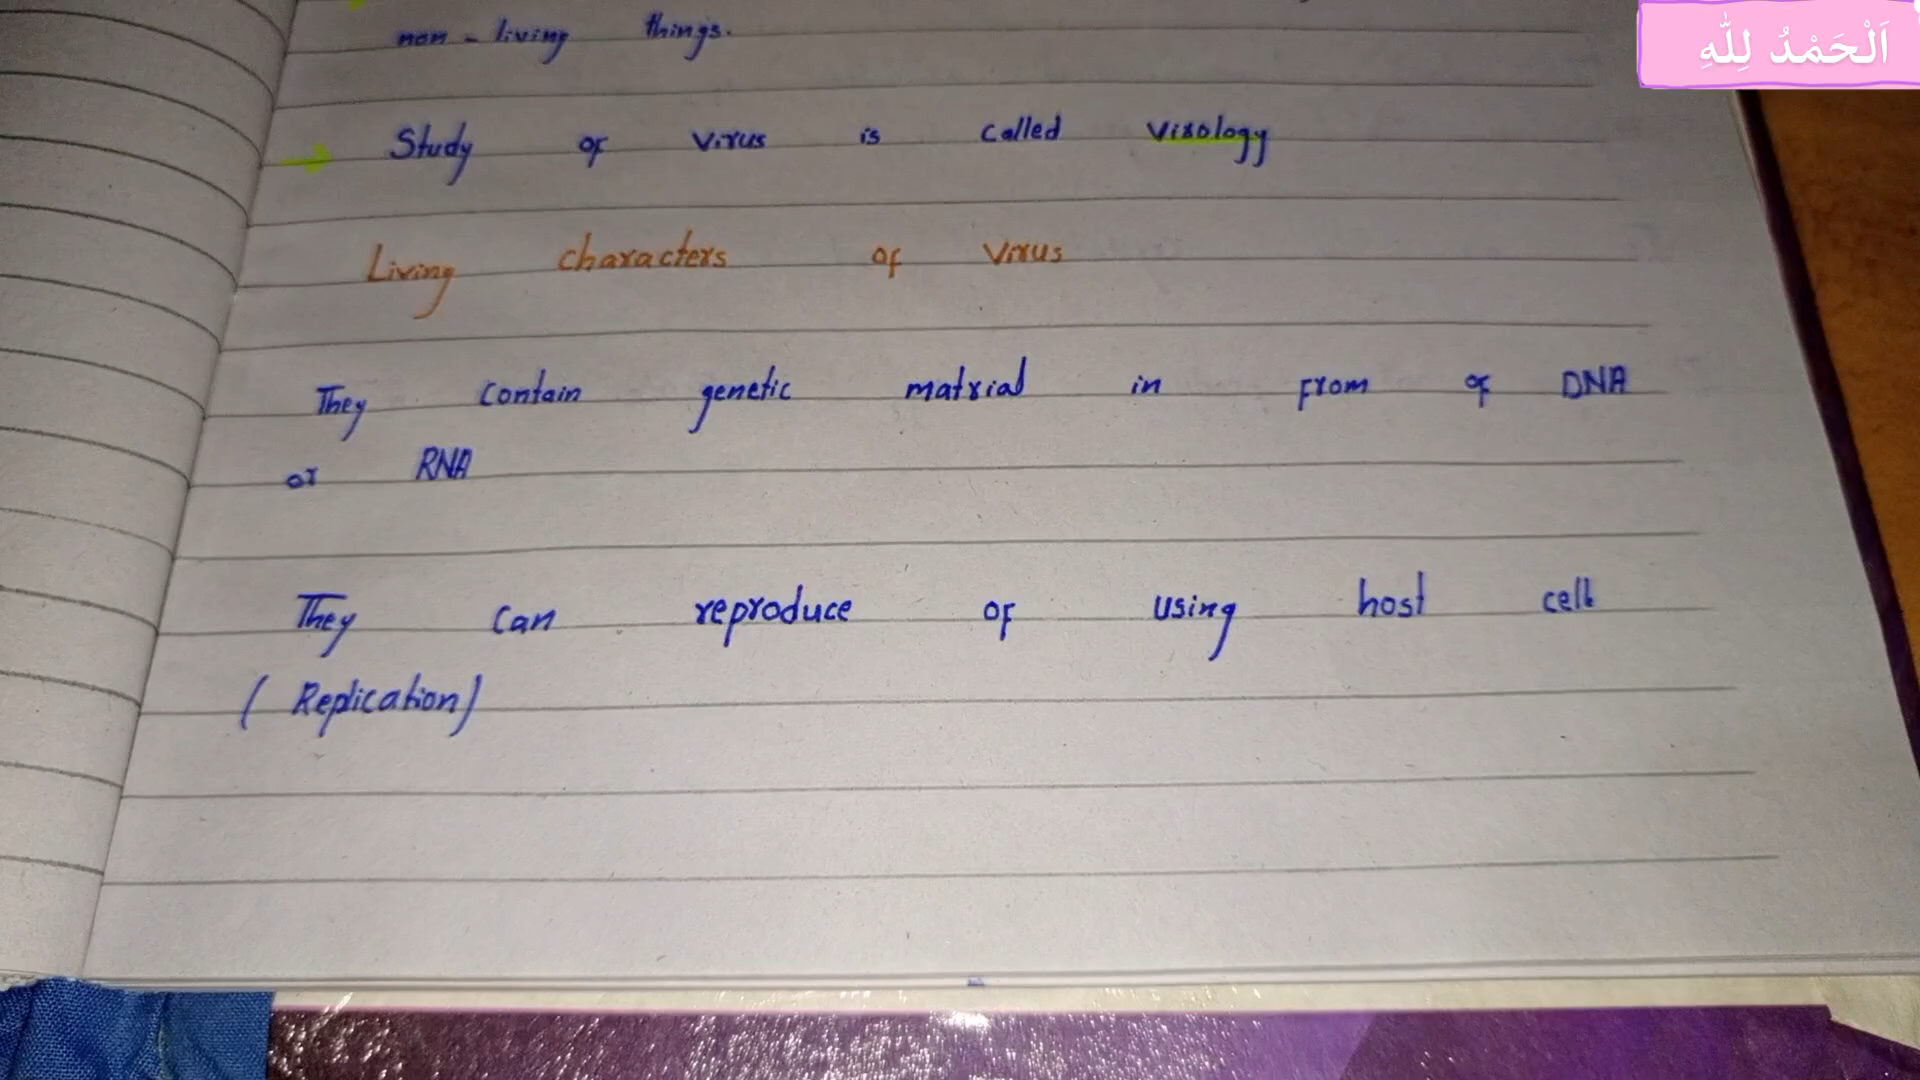 اَلْحَمْدُ لِلّٰهِ
non - living things.
Study of virus is called virology
Living characters of virus
They contain genetic matrial in from of DNA
or RNA
They can reproduce of using host cell
( Replication)